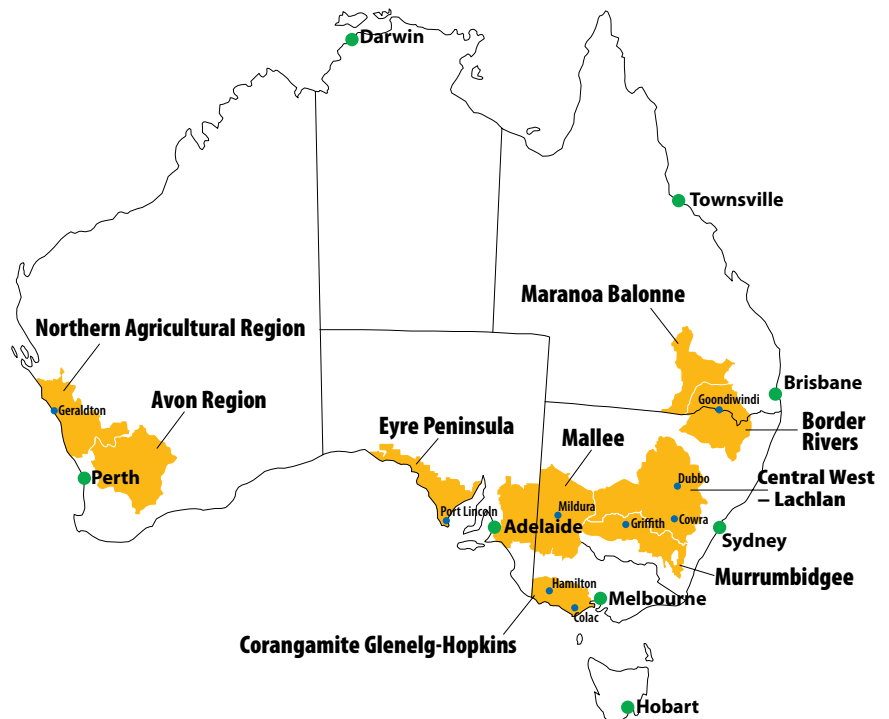 Darwin
Townsville
Maranoa Balonne
Northern Agricultural Region
Brisbane
Avon Region
Goondiwindi
Geraldton
Eyre Peninsula
Mallee
Border
Rivers
Perth
Dubbo
Central West
– Lachlan
Port Lincoln
Mildura
Adelaide
Griffith
Cowra
Sydney
Murrumbidgee
Hamilton
Melbourne
Colac
Corangamite Glenelg-Hopkins
Hobart